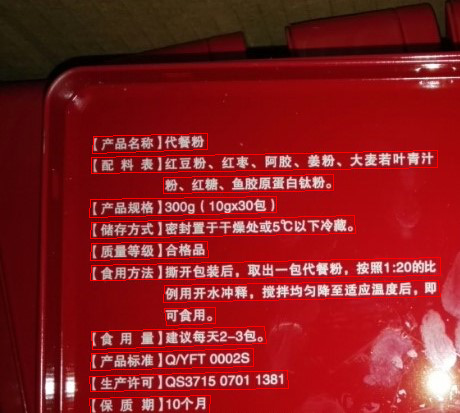 【产品名称】代餐粉
【配 料 表】红豆粉、红枣、阿胶、姜粉、大麦若叶青汁
粉、红糖、鱼胶原蛋白钛粉。
【产品规格】300g（10gx30包）
【储存方式】密封置于干燥处或5℃以下冷藏。
【质量等级】合格品
【食用方法】撕开包装后，取出一包代餐粉，按照1:20的比
例用开水冲释，搅拌均匀降至适应温度后，即
可食用。
【食 用 量】建议每天2-3包。
【产品标准】Q/YFT 0002S
【生产许可】QS3715 0701 1381
【保 质 期】10个月